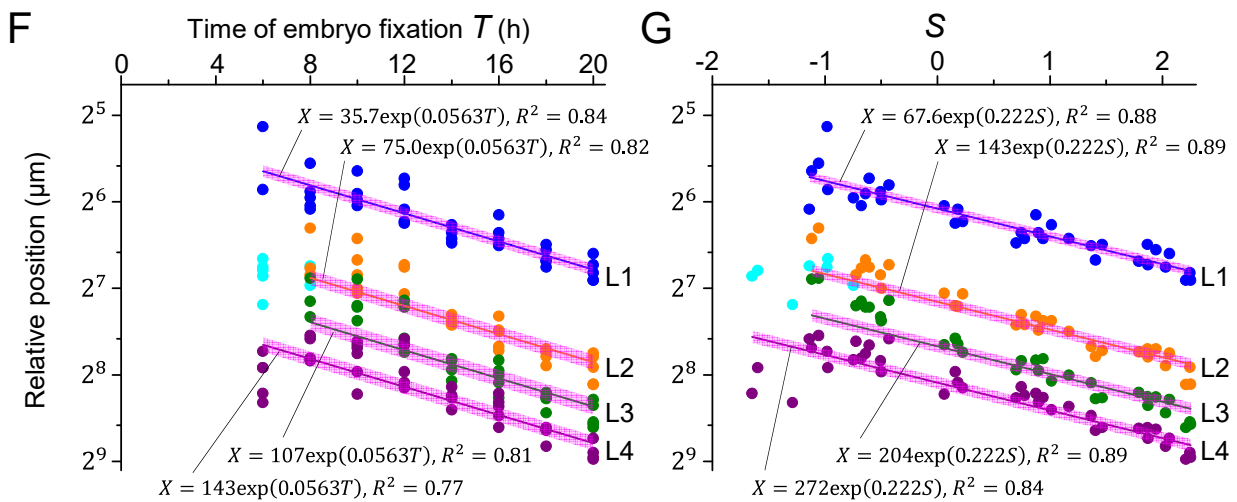 F
Time of embryo fixation T (h)
0 4 8 12 16 20
Relative position (μm)
2⁵
2⁶
2⁷
2⁸
2⁹
X = 35.7exp(0.0563T), R² = 0.84
X = 75.0exp(0.0563T), R² = 0.82
L1
L2
L3
L4
X = 107exp(0.0563T), R² = 0.81
X = 143exp(0.0563T), R² = 0.77
G
S
-2 -1 0 1 2
2⁵
2⁶
2⁷
2⁸
2⁹
X = 67.6exp(0.222S), R² = 0.88
X = 143exp(0.222S), R² = 0.89
L1
L2
L3
L4
X = 204exp(0.222S), R² = 0.89
X = 272exp(0.222S), R² = 0.84